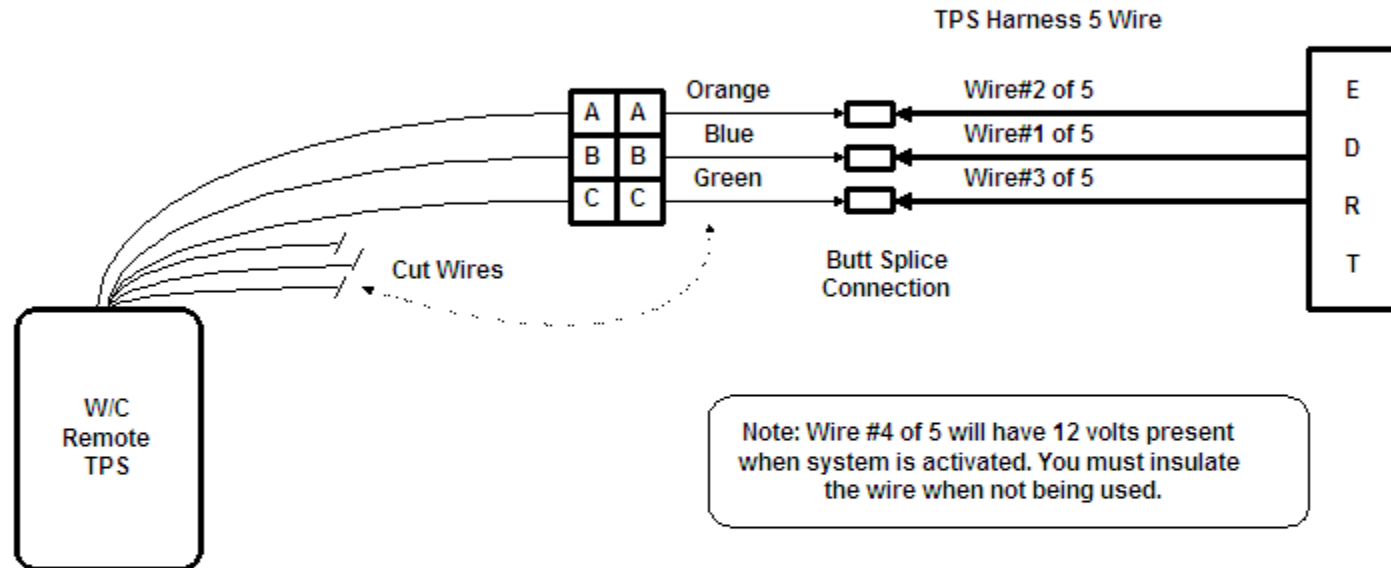 TPS Harness 5 Wire
A A Orange Wire#2 of 5
B B Blue Wire#1 of 5
C C Green Wire#3 of 5
E
D
R
T
Cut Wires
Butt Splice
Connection
W/C
Remote
TPS
Note: Wire #4 of 5 will have 12 volts present
when system is activated. You must insulate
the wire when not being used.